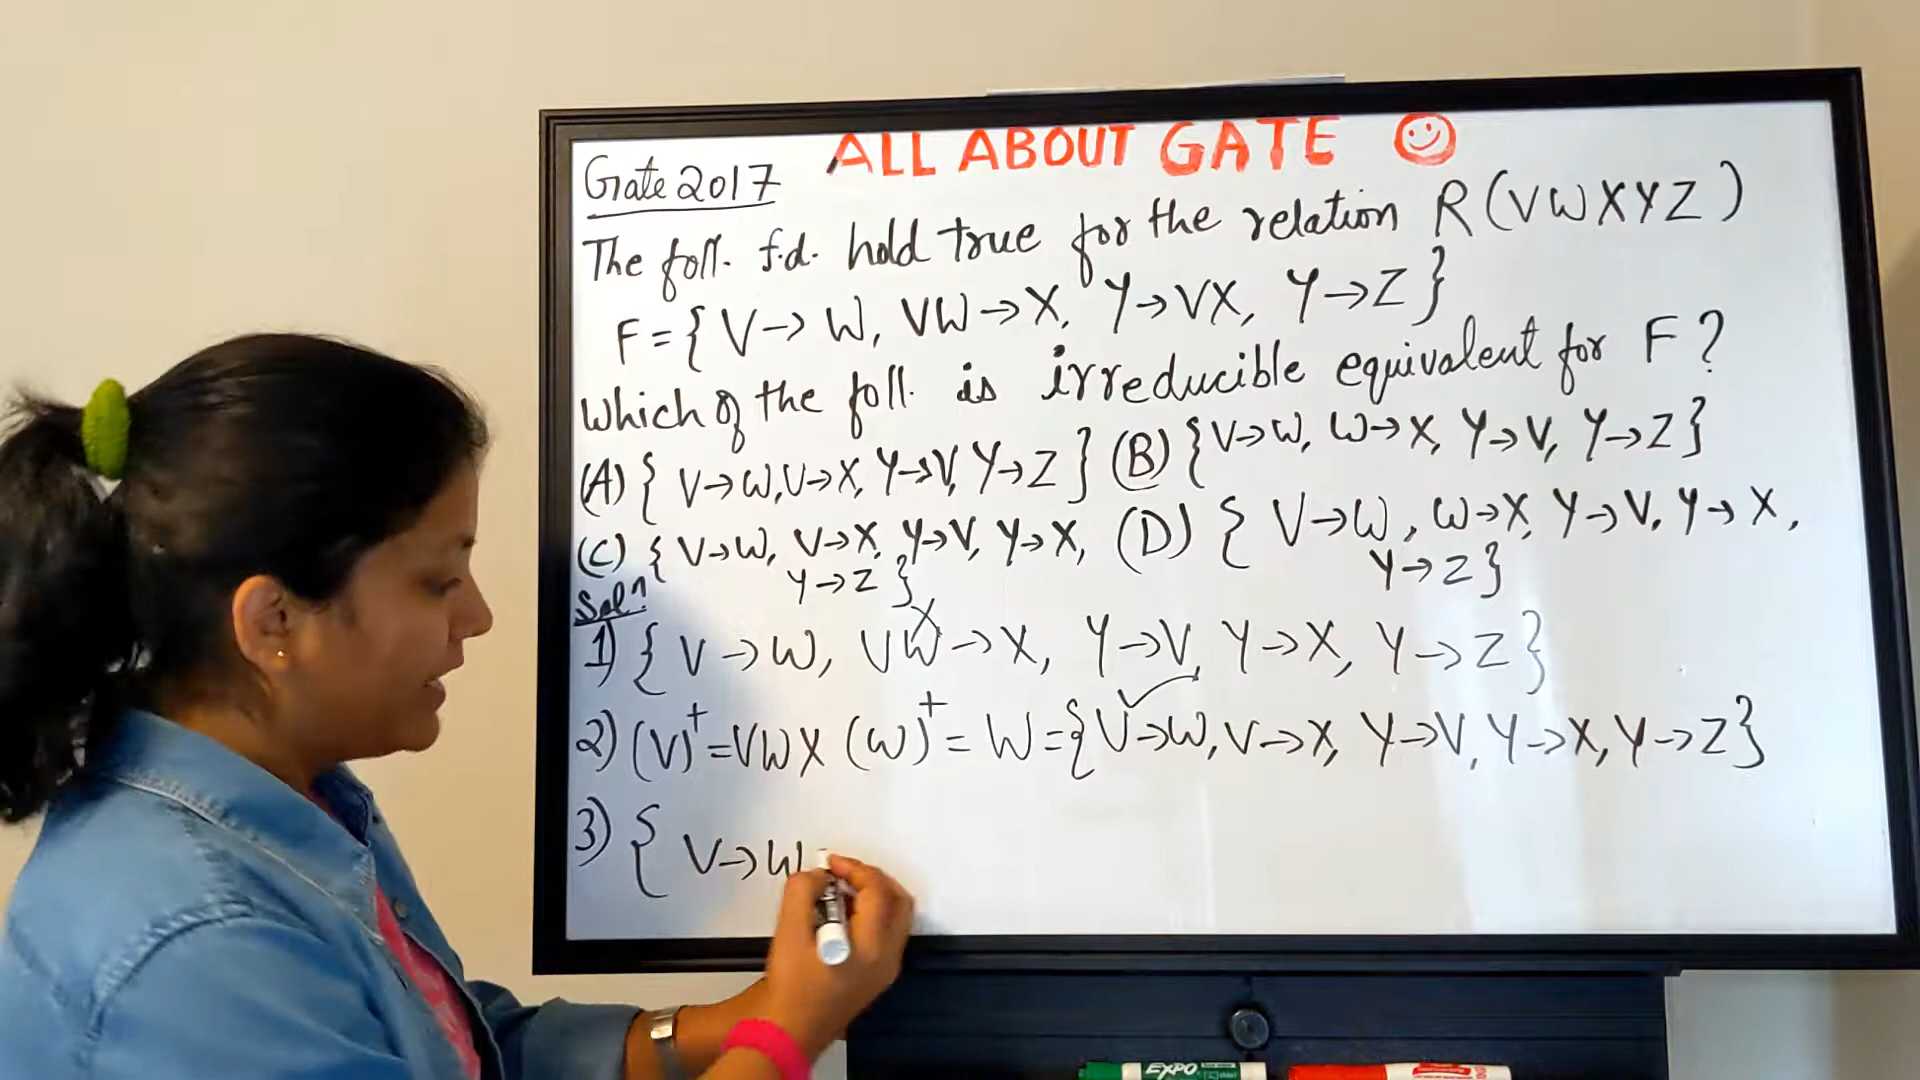 ALL ABOUT GATE
Gate 2017
The foll. f.d. hold true for the relation R(VWXYZ)
F = { V → W, VW → X, Y → VX, Y → Z }
Which of the foll. is irreducible equivalent for F?
(A) { V → W, V → X, Y → V, Y → Z } (B) { V → W, W → X, Y → V, Y → Z }
(C) { V → W, V → X, Y → V, Y → X, (D) { V → W, W → X, Y → V, Y → X,
Y → Z } Y → Z }
Solⁿ
1) { V → W, VW → X, Y → V, Y → X, Y → Z }
2) (V)⁺ = VWX (W)⁺ = W = { V → W, V → X, Y → V, Y → X, Y → Z }
3) { V → W
EXPO